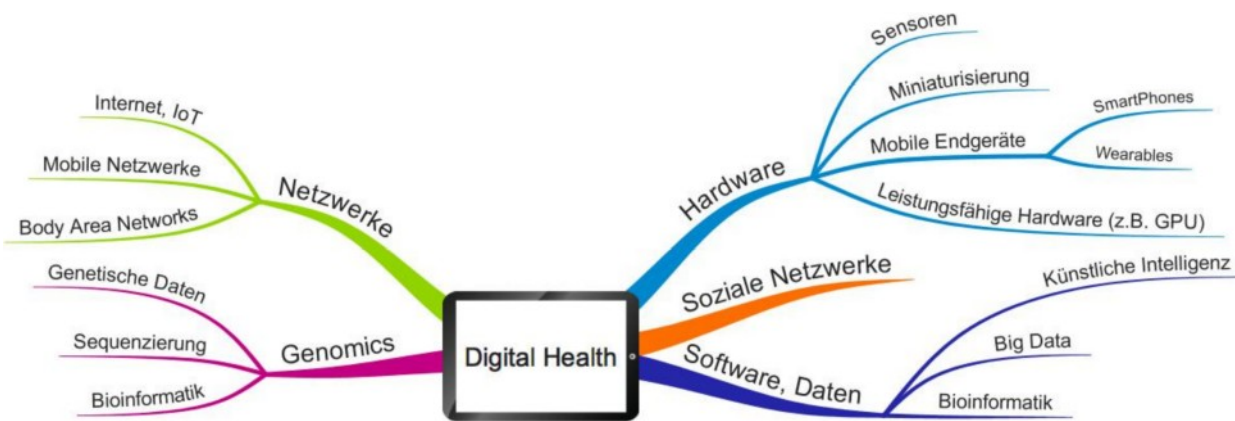 Internet, IoT
Mobile Netzwerke
Body Area Networks
Netzwerke
Genetische Daten
Sequenzierung
Bioinformatik
Genomics
Digital Health
Hardware
Sensoren
Miniaturisierung
Mobile Endgeräte
SmartPhones
Wearables
Leistungsfähige Hardware (z.B. GPU)
Soziale Netzwerke
Software, Daten
Künstliche Intelligenz
Big Data
Bioinformatik